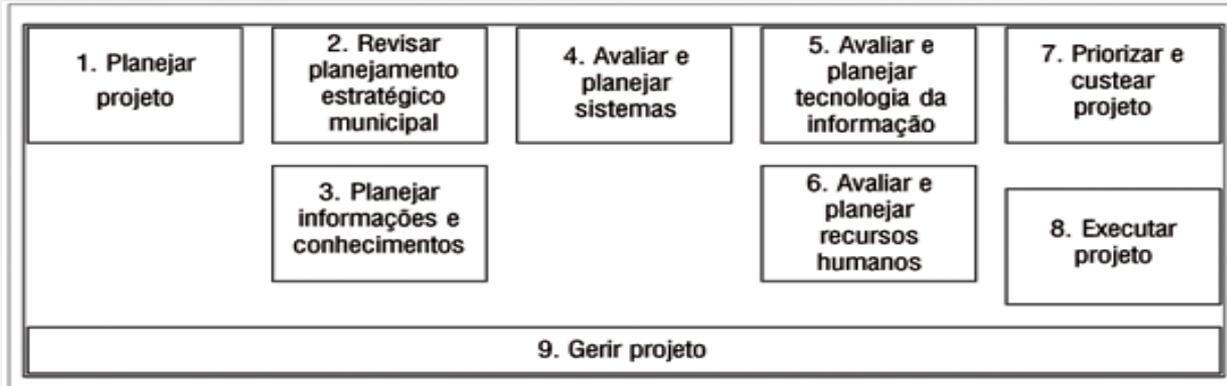 1. Planejar
projeto
2. Revisar
planejamento
estratégico
municipal
3. Planejar
informações e
conhecimentos
4. Avaliar e
planejar
sistemas
5. Avaliar e
planejar
tecnologia da
informação
6. Avaliar e
planejar
recursos
humanos
7. Priorizar e
custear
projeto
8. Executar
projeto
9. Gerir projeto